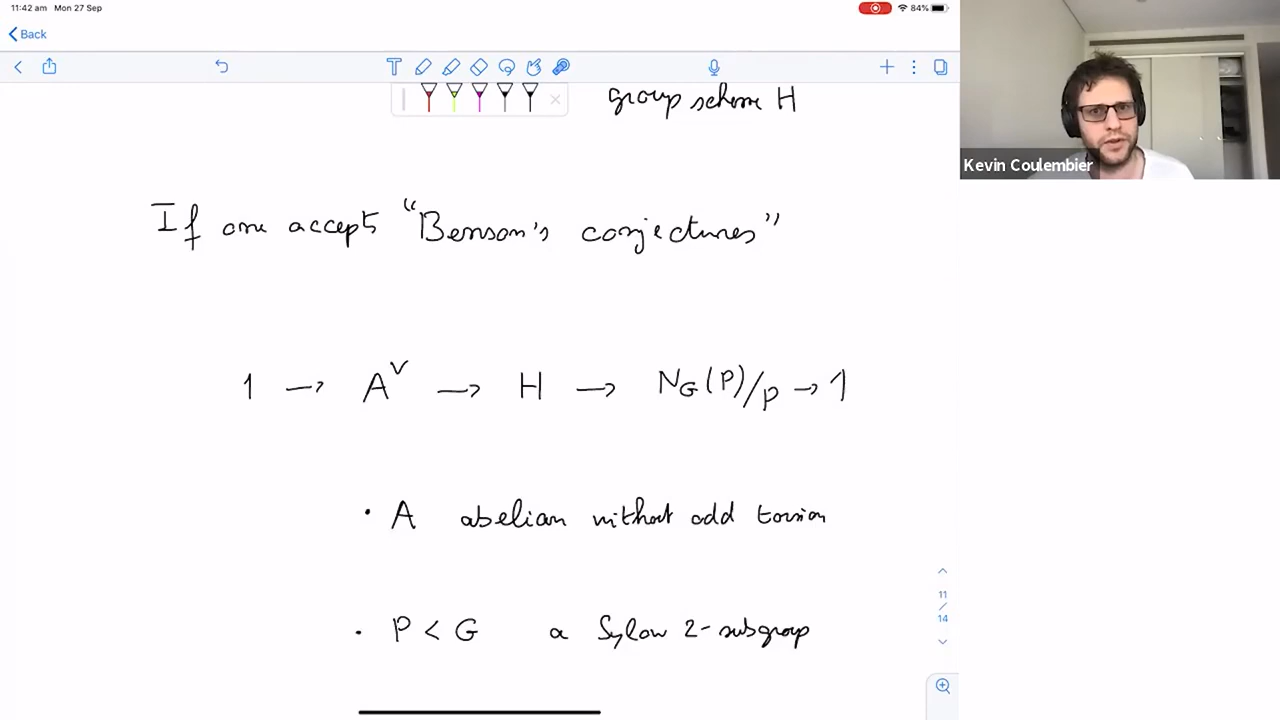 11:42 am Mon 27 Sep
84%
Back
group scheme H
If one accept "Benson's conjectures"
1 → A^∨ → H → N_G(P)/P → 1
• A abelian without odd torsion
• P < G a Sylow 2-subgroup
11
/
14
Kevin Coulembier